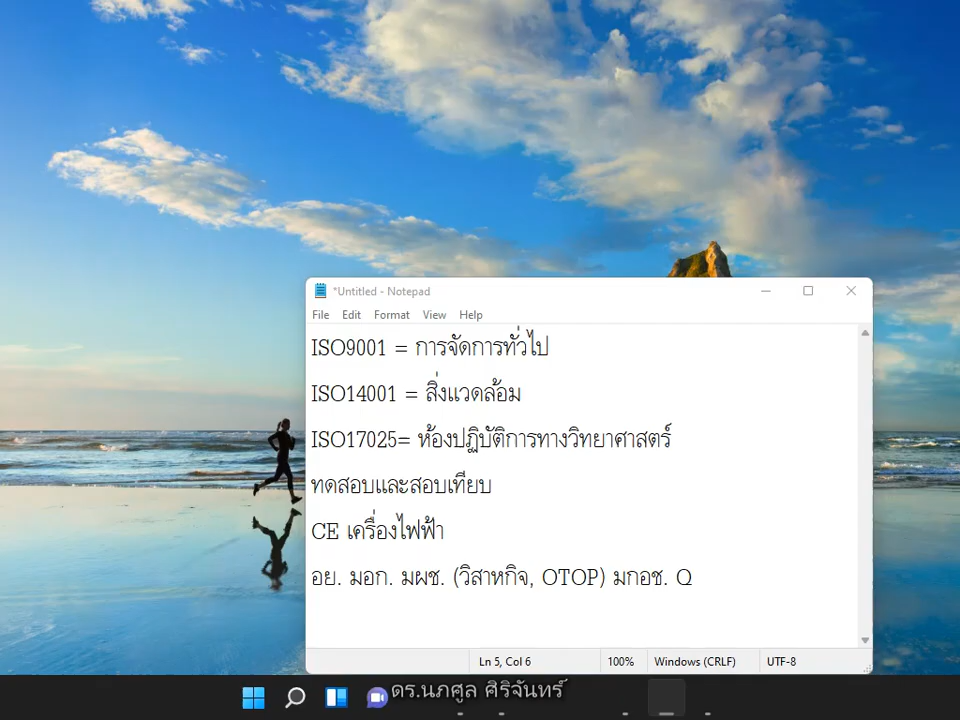 *Untitled - Notepad
File Edit Format View Help
ISO9001 = การจัดการทั่วไป
ISO14001 = สิ่งแวดล้อม
ISO17025= ห้องปฏิบัติการทางวิทยาศาสตร์
ทดสอบและสอบเทียบ
CE เครื่องไฟฟ้า
อย. มอก. มผช. (วิสาหกิจ, OTOP) มกอช. Q
Ln 5, Col 6 100% Windows (CRLF) UTF-8
ดร.นภศูล ศิริจันทร์